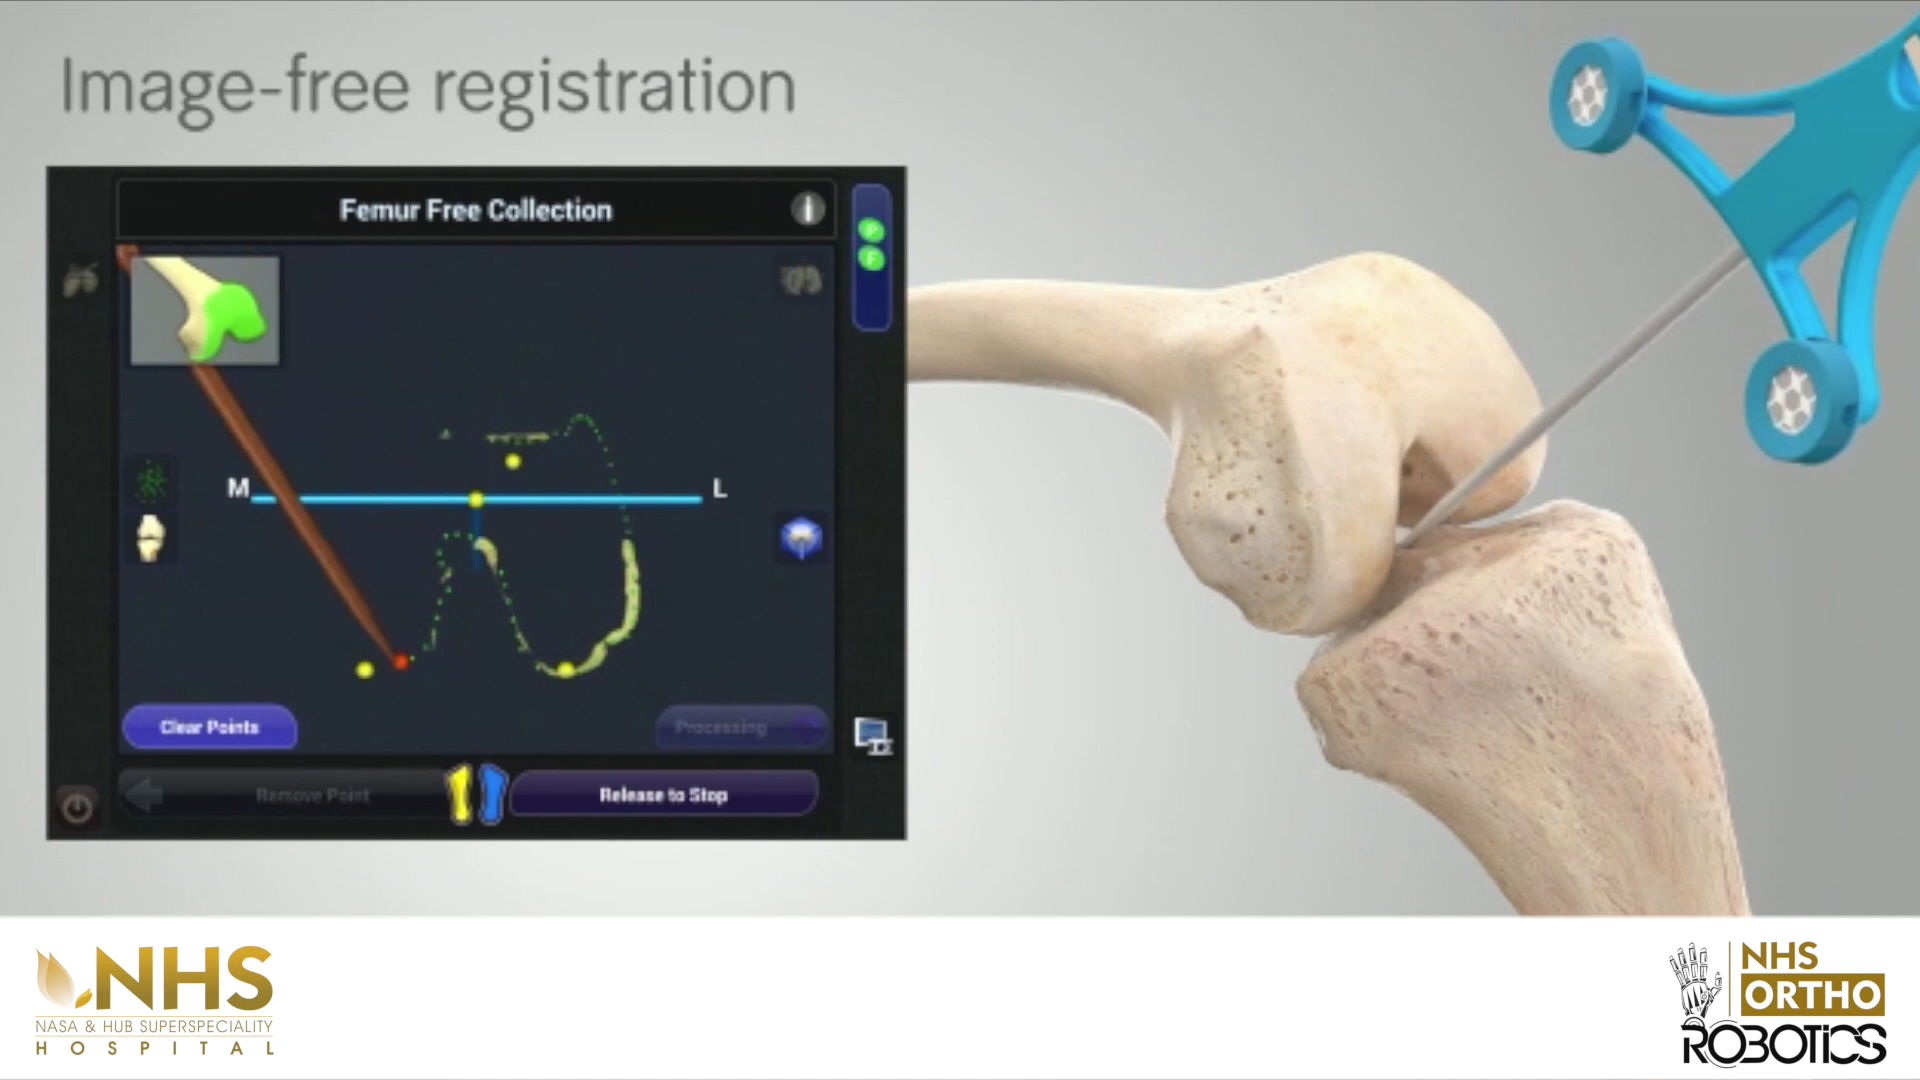 Image-free registration
Femur Free Collection
i
P
F
M
L
Clear Points
Processing
Remove Point
Release to Stop
NHS
NASA & HUB SUPERSPECIALITY
HOSPITAL
NHS
ORTHO
ROBOTICS